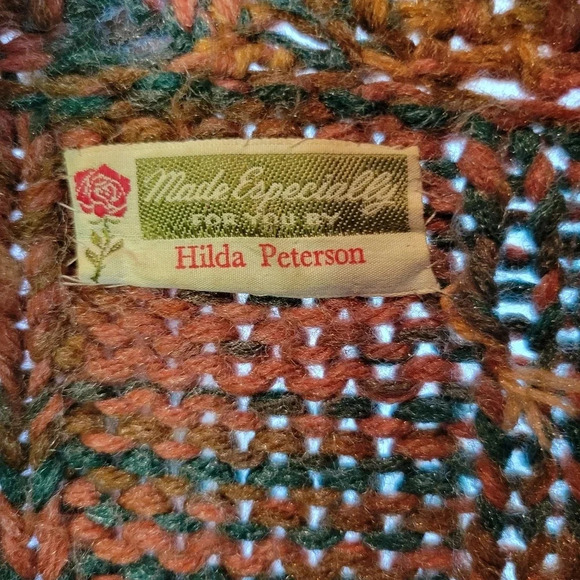 Made Especially
FOR YOU BY
Hilda Peterson